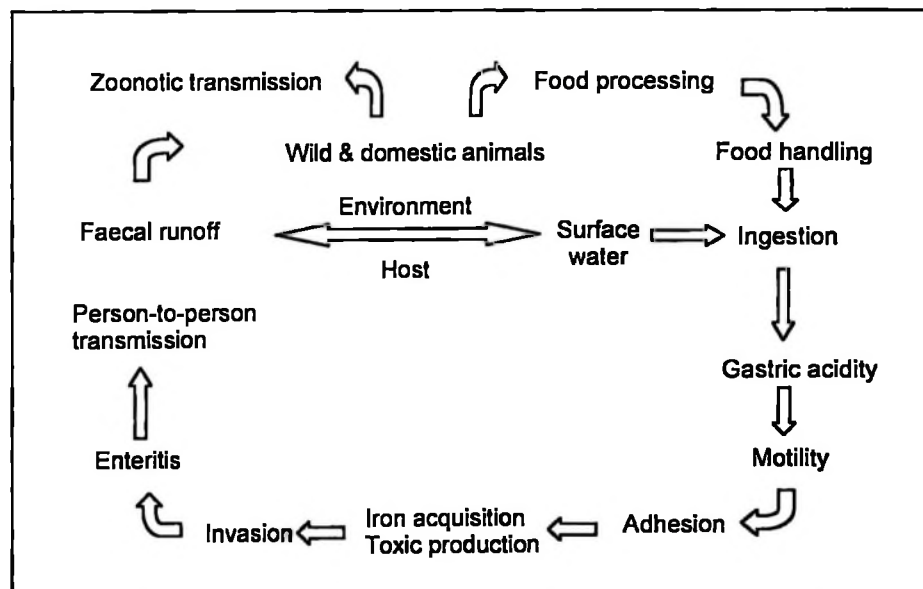 Zoonotic transmission
Food processing
Wild & domestic animals
Food handling
Environment
Faecal runoff
Surface
water
Ingestion
Host
Person-to-person
transmission
Gastric acidity
Enteritis
Motility
Invasion
Iron acquisition
Toxic production
Adhesion